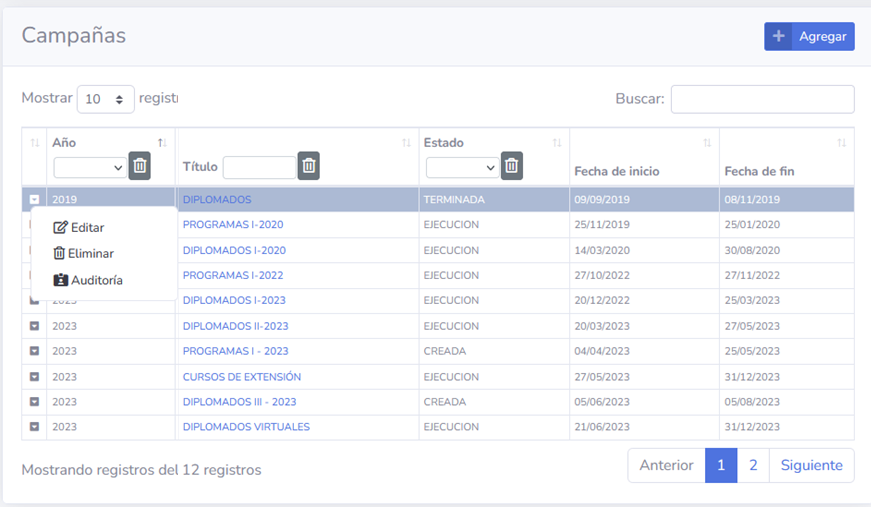 Campañas
Agregar
Mostrar 10
Buscar:
Año Título Estado Fecha de inicio Fecha de fin
2019 DIPLOMADOS TERMINADA 09/09/2019 08/11/2019
Editar
PROGRAMAS I-2020 EJECUCION 25/11/2019 25/01/2020
Eliminar
DIPLOMADOS I-2020 EJECUCION 14/03/2020 30/08/2020
Auditoría
PROGRAMAS I-2022 EJECUCION 27/10/2022 27/11/2022
DIPLOMADOS I-2023 EJECUCION 20/12/2022 25/03/2023
2023 DIPLOMADOS II-2023 EJECUCION 20/03/2023 27/05/2023
2023 PROGRAMAS I - 2023 CREADA 04/04/2023 25/05/2023
2023 CURSOS DE EXTENSIÓN EJECUCION 27/05/2023 31/12/2023
2023 DIPLOMADOS III - 2023 CREADA 05/06/2023 05/08/2023
2023 DIPLOMADOS VIRTUALES EJECUCION 21/06/2023 31/12/2023
Mostrando registros del 12 registros
Anterior 1 2 Siguiente